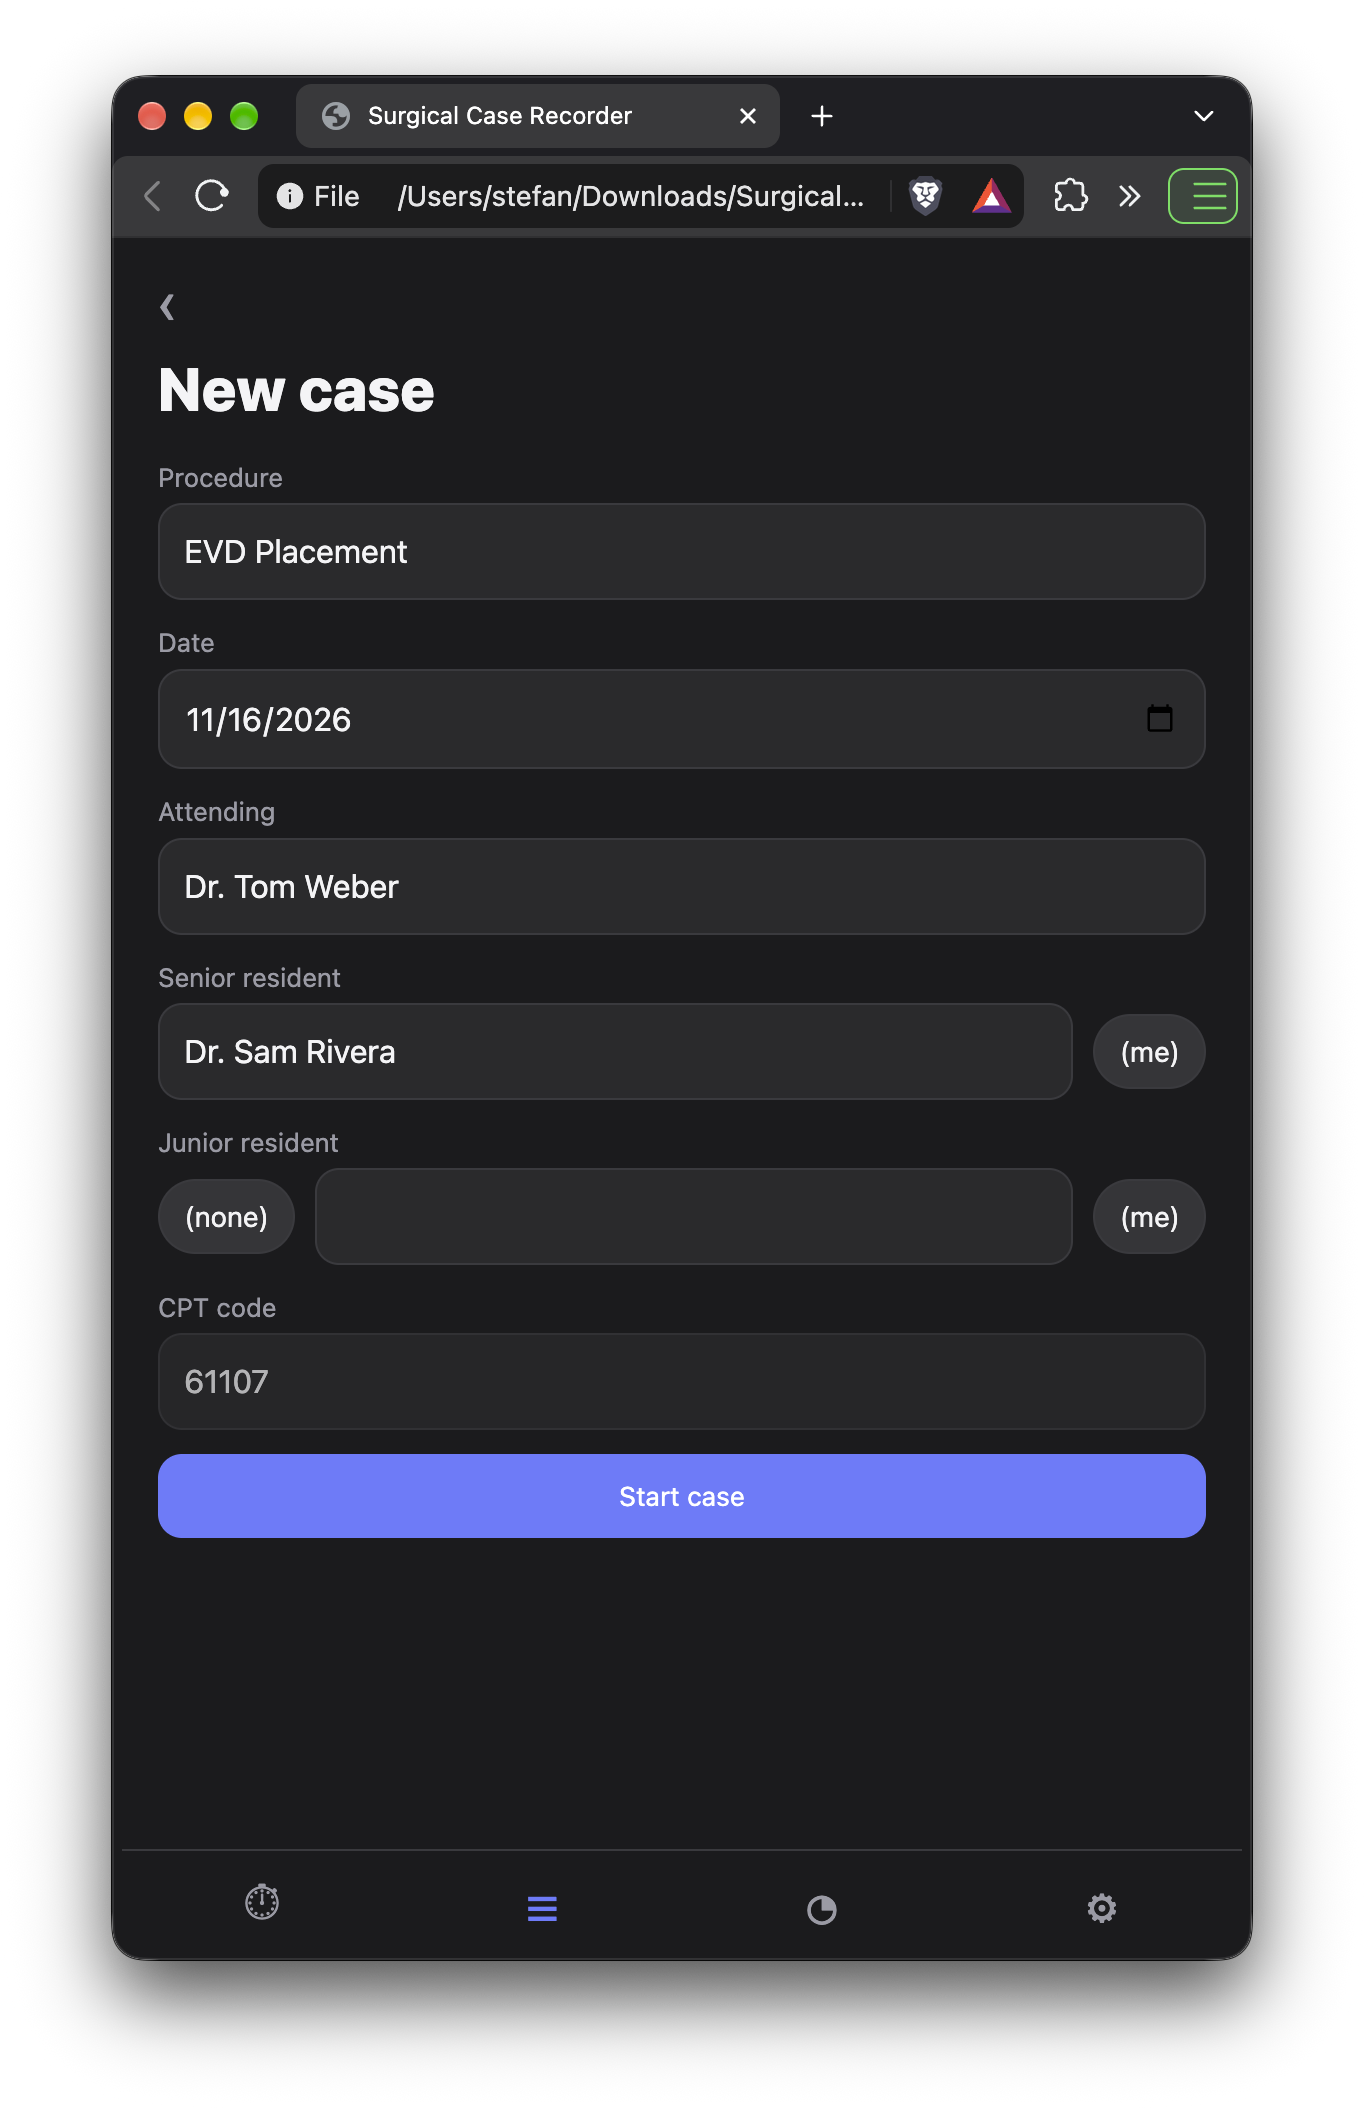 Surgical Case Recorder
File /Users/stefan/Downloads/Surgical...
New case
Procedure
EVD Placement
Date
11/16/2026
Attending
Dr. Tom Weber
Senior resident
Dr. Sam Rivera (me)
Junior resident
(none) (me)
CPT code
61107
Start case